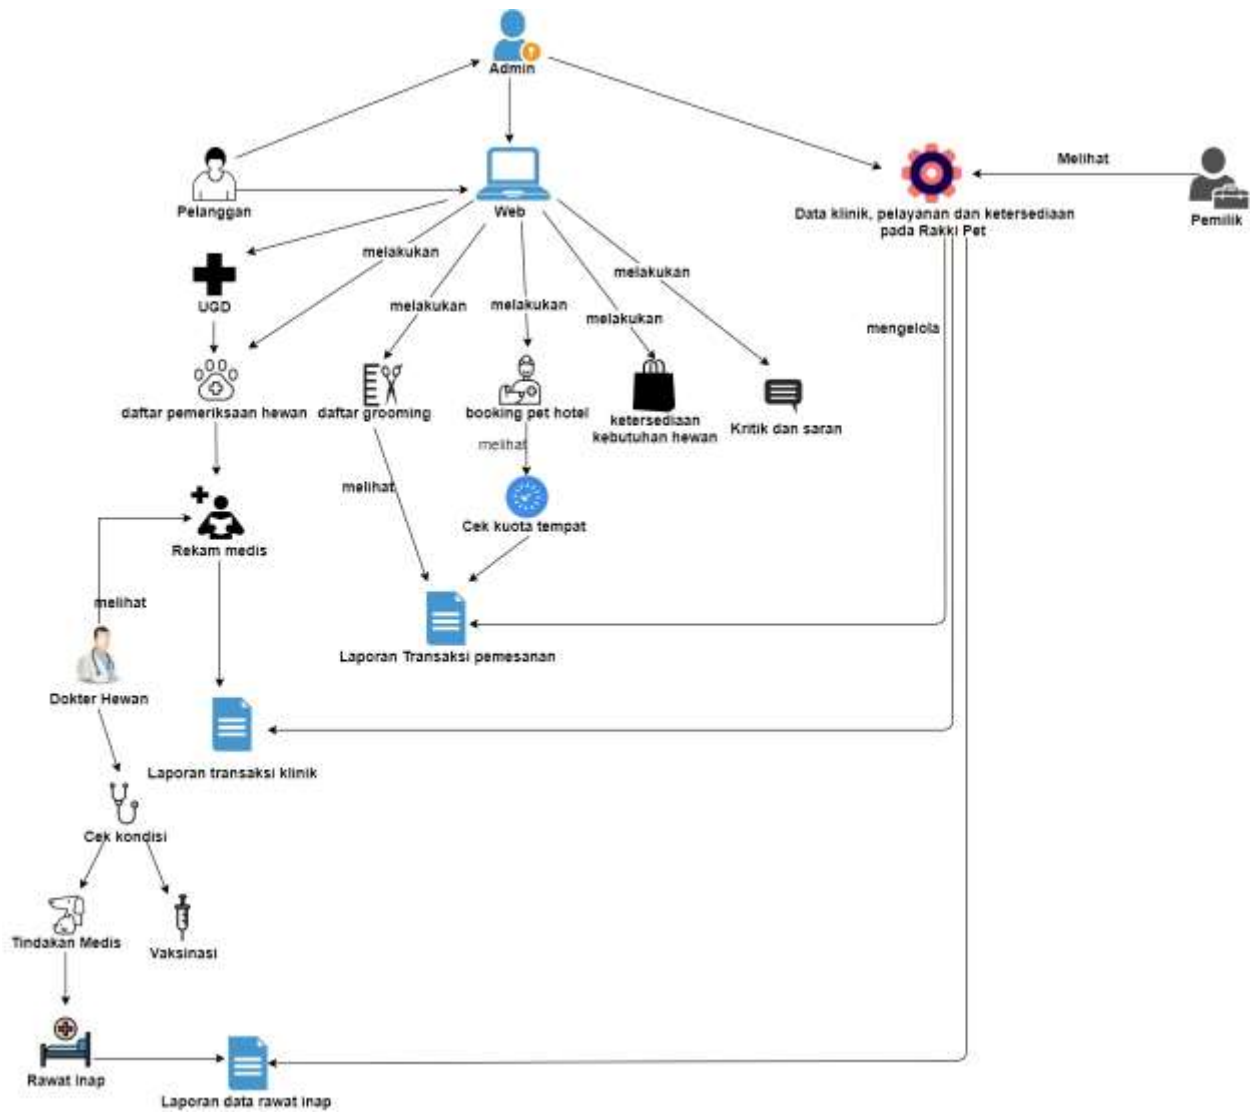 Admin
Melihat
Pelanggan
Web
Data klinik, pelayanan dan ketersediaan
pada Rakki Pet
Pemilik
melakukan
melakukan
UGD
melakukan
melakukan
melakukan
mengelola
daftar pemeriksaan hewan
daftar grooming
booking pet hotel
ketersediaan
kebutuhan hewan
Kritik dan saran
melihat
melihat
Cek kuota tempat
Rekam medis
melihat
Laporan Transaksi pemesanan
Dokter Hewan
Laporan transaksi klinik
Cek kondisi
Tindakan Medis
Vaksinasi
Rawat Inap
Laporan data rawat inap